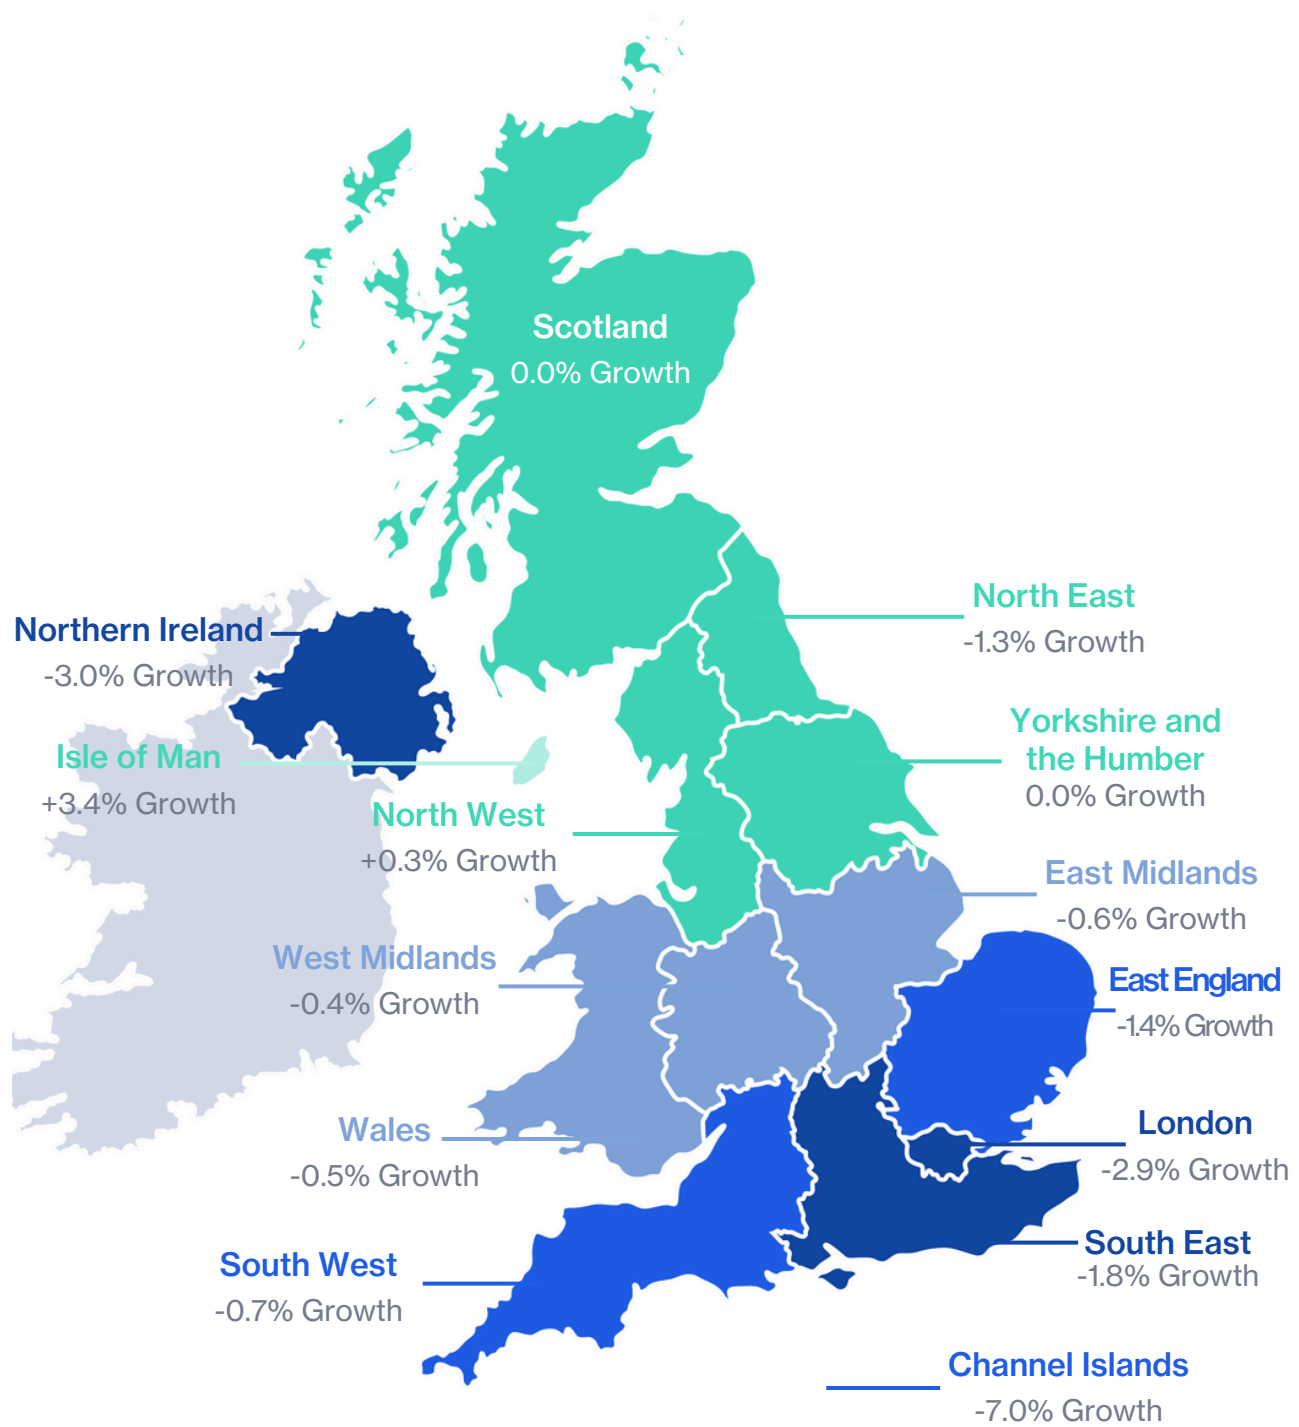 Scotland
0.0% Growth
North East
-1.3% Growth
Northern Ireland
-3.0% Growth
Yorkshire and
the Humber
0.0% Growth
Isle of Man
+3.4% Growth
North West
+0.3% Growth
East Midlands
-0.6% Growth
West Midlands
-0.4% Growth
East England
-1.4% Growth
Wales
-0.5% Growth
London
-2.9% Growth
South East
-1.8% Growth
South West
-0.7% Growth
Channel Islands
-7.0% Growth